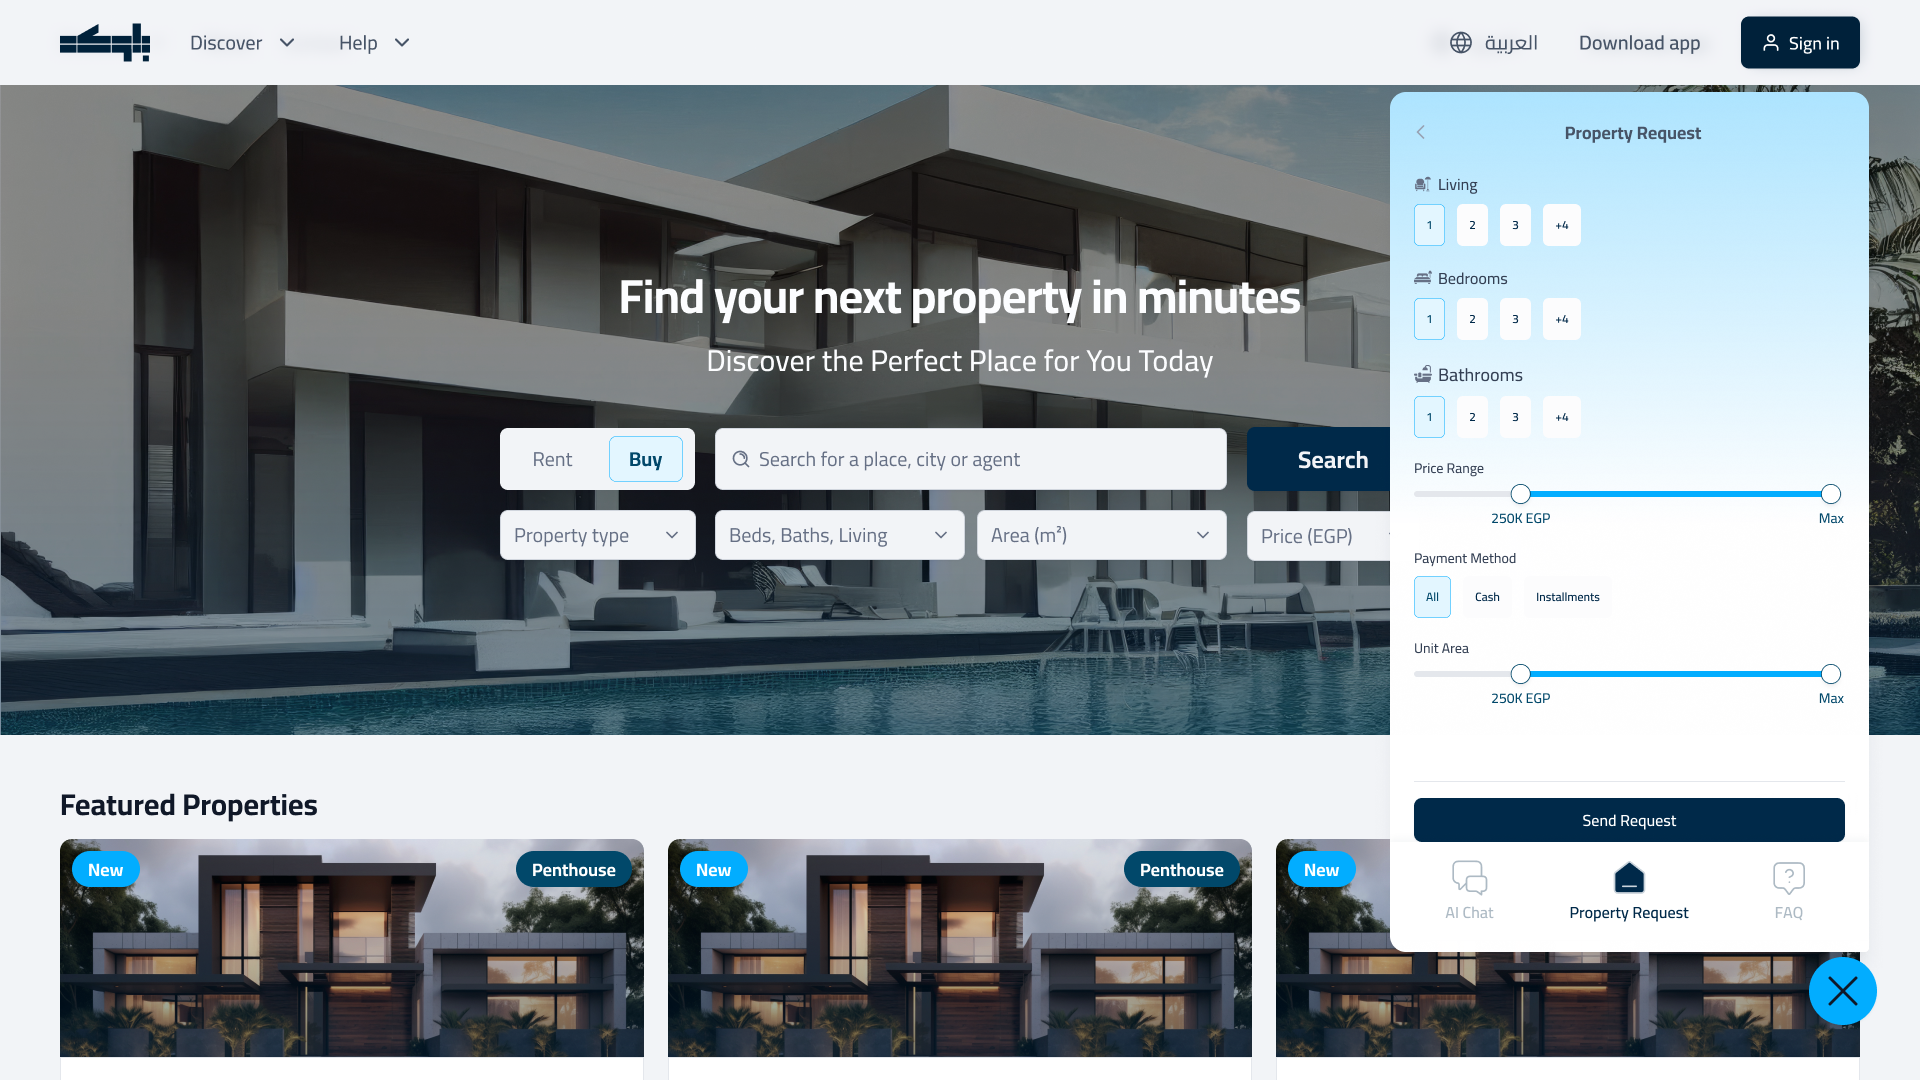 Discover
Help
العربية
Download app
Sign in
Find your next property in minutes
Discover the Perfect Place for You Today
Rent
Buy
Search for a place, city or agent
Search
Property type
Beds, Baths, Living
Area (m²)
Price (EGP)
Property Request
Living
1
2
3
+4
Bedrooms
1
2
3
+4
Bathrooms
1
2
3
+4
Price Range
250K EGP
Max
Payment Method
All
Cash
Installments
Unit Area
250K EGP
Max
Send Request
AI Chat
Property Request
FAQ
Featured Properties
New
Penthouse
New
Penthouse
New